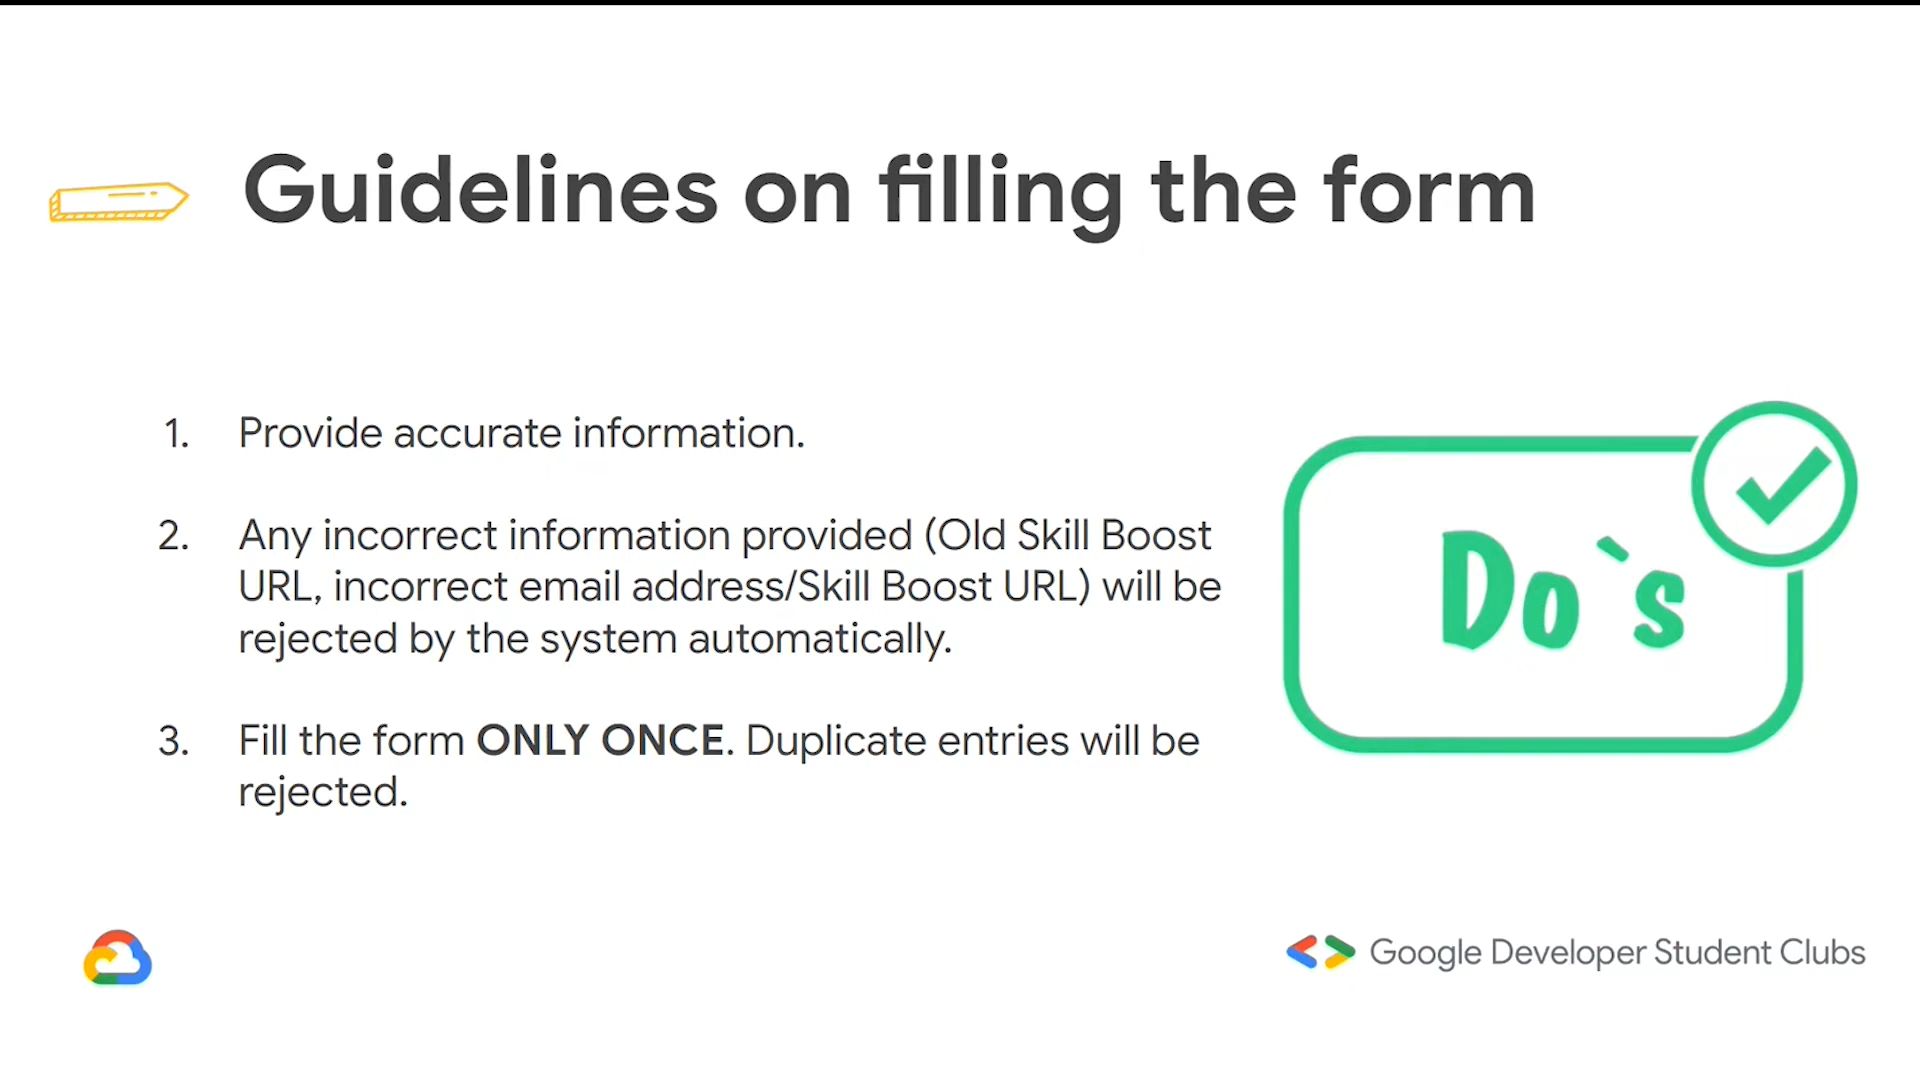 Guidelines on filling the form
1. Provide accurate information.
2. Any incorrect information provided (Old Skill Boost
URL, incorrect email address/Skill Boost URL) will be
rejected by the system automatically.
3. Fill the form ONLY ONCE. Duplicate entries will be
rejected.
Do`s
Google Developer Student Clubs